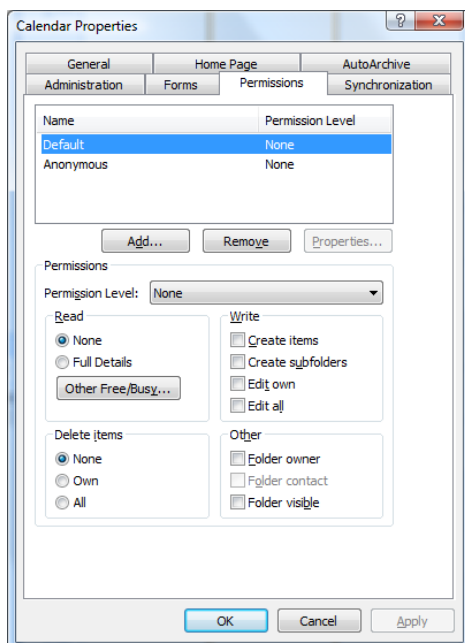 Calendar Properties
General Home Page AutoArchive
Administration Forms Permissions Synchronization
Name Permission Level
Default None
Anonymous None
Add... Remove Properties...
Permissions
Permission Level: None
Read
None
Full Details
Other Free/Busy...
Write
Create items
Create subfolders
Edit own
Edit all
Delete items
None
Own
All
Other
Folder owner
Folder contact
Folder visible
OK Cancel Apply